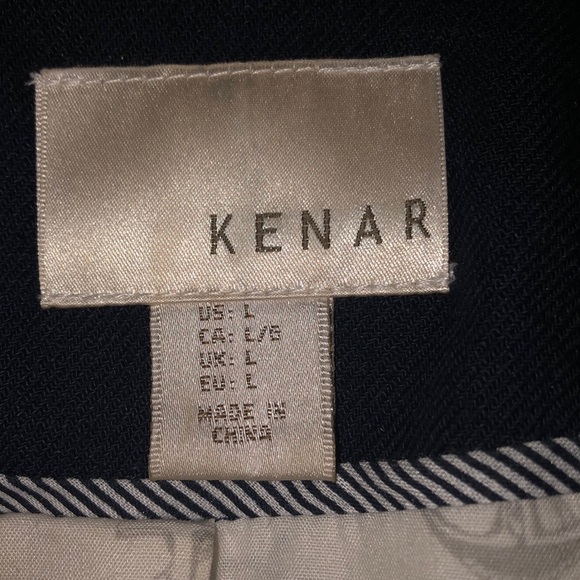 KENAR
US: L
CA: L/G
UK: L
EU: L
MADE IN
CHINA